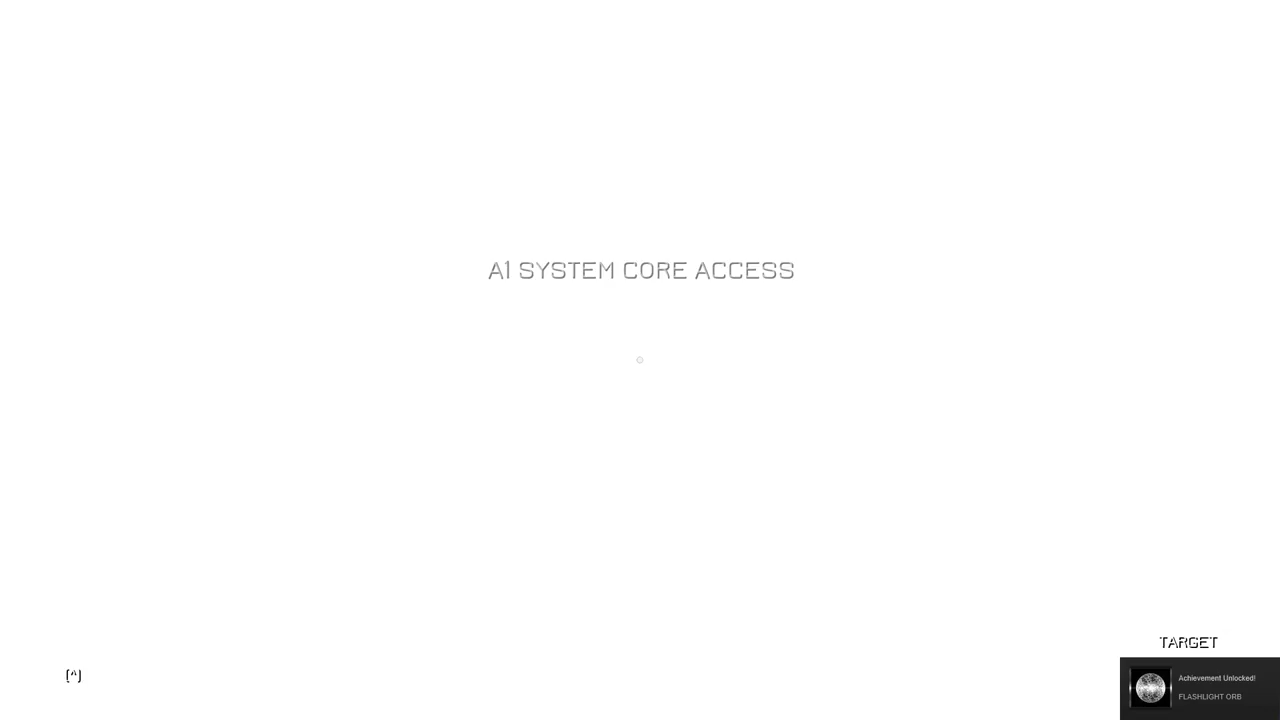 A1 SYSTEM CORE ACCESS
TARGET
[^]
Achievement Unlocked!
FLASHLIGHT ORB